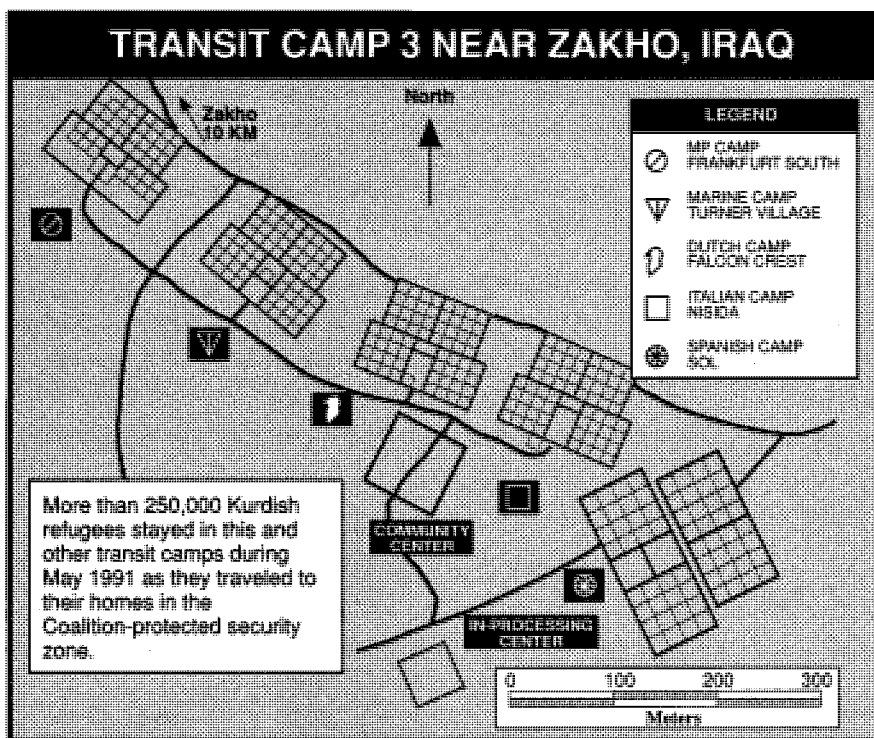 TRANSIT CAMP 3 NEAR ZAKHO, IRAQ
Zakho
10 KM
North
LEGEND
MP CAMP
FRANKFURT SOUTH
MARINE CAMP
TURNER VILLAGE
DUTCH CAMP
FALCON CREST
ITALIAN CAMP
NISIDA
SPANISH CAMP
SOL
COMMUNITY
CENTER
IN-PROCESSING
CENTER
More than 250,000 Kurdish
refugees stayed in this and
other transit camps during
May 1991 as they traveled to
their homes in the
Coalition-protected security
zone.
0 100 200 300
Meters